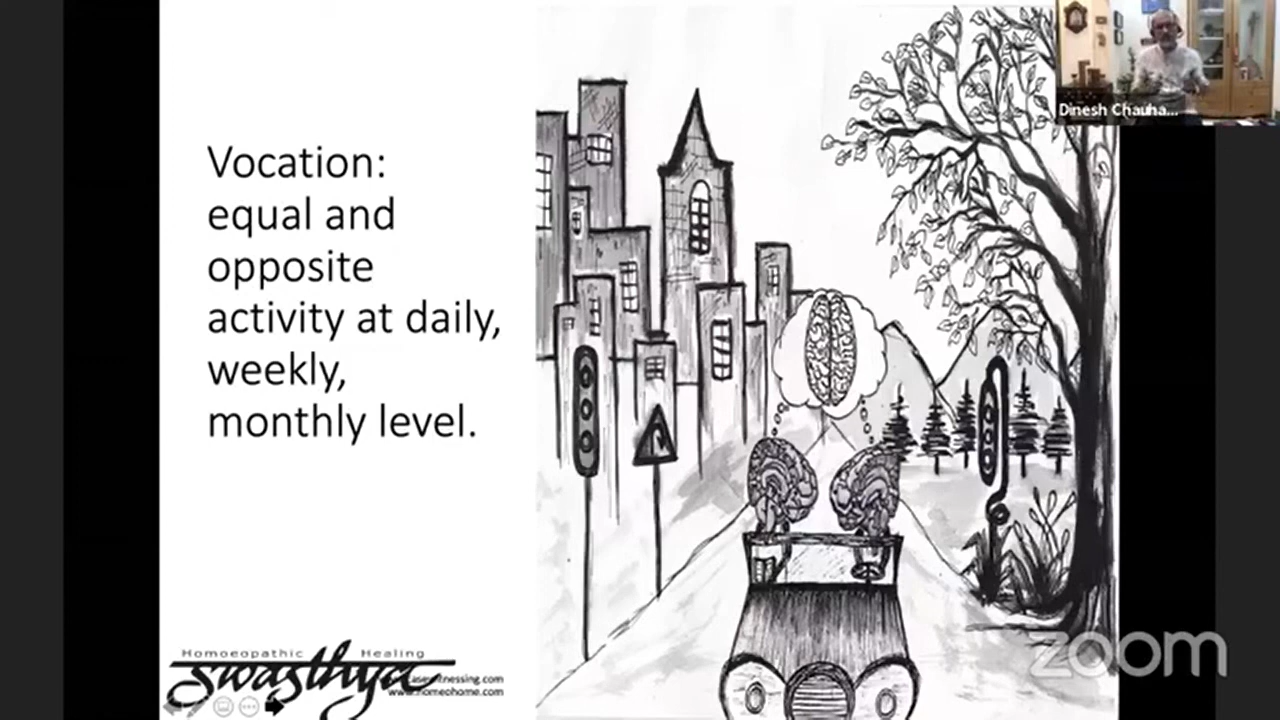 Dinesh Chauha...
Vocation:
equal and
opposite
activity at daily,
weekly,
monthly level.
zoom
Homoeopathic Healing
swasthya
www.homeohome.com